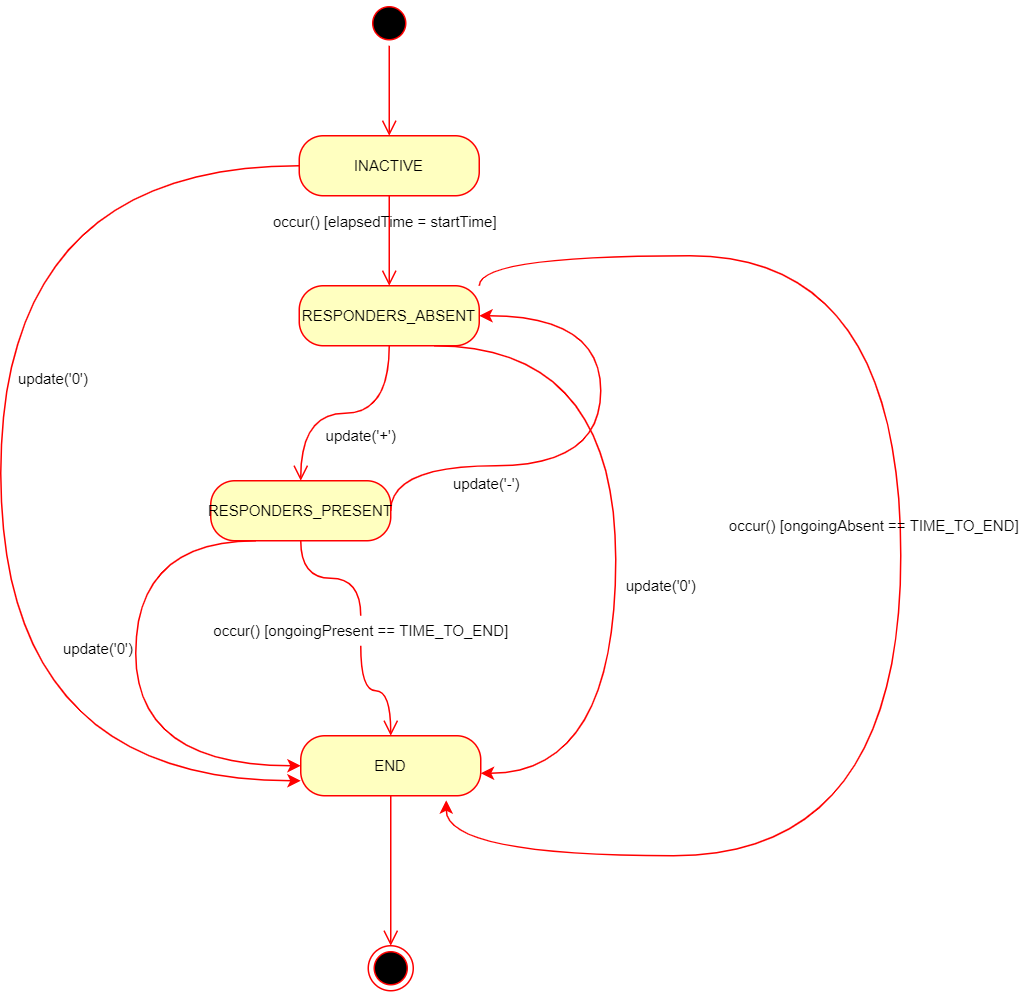 INACTIVE
occur() [elapsedTime = startTime]
RESPONDERS_ABSENT
update('0')
update('+')
update('-')
RESPONDERS_PRESENT
occur() [ongoingAbsent == TIME_TO_END]
update('0')
occur() [ongoingPresent == TIME_TO_END]
update('0')
END